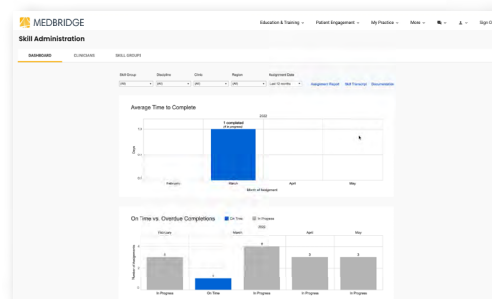 MEDBRIDGE
Education & Training
Patient Engagement
My Practice
More
Sign O
Skill Administration
DASHBOARD
CLINICIANS
SKILL GROUPS
Skill Group
Discipline
Clinic
Region
Assignment Date
(All)
(All)
(All)
(All)
Last 12 months
Assignment Report
Skill Transcript
Documentation
Average Time to Complete
2022
1 completed
Days
February
March
April
May
Month of Assignment
On Time vs. Overdue Completions
On Time
In Progress
2022
February
March
April
May
Number of Assignments
In Progress
On Time
In Progress
In Progress
In Progress